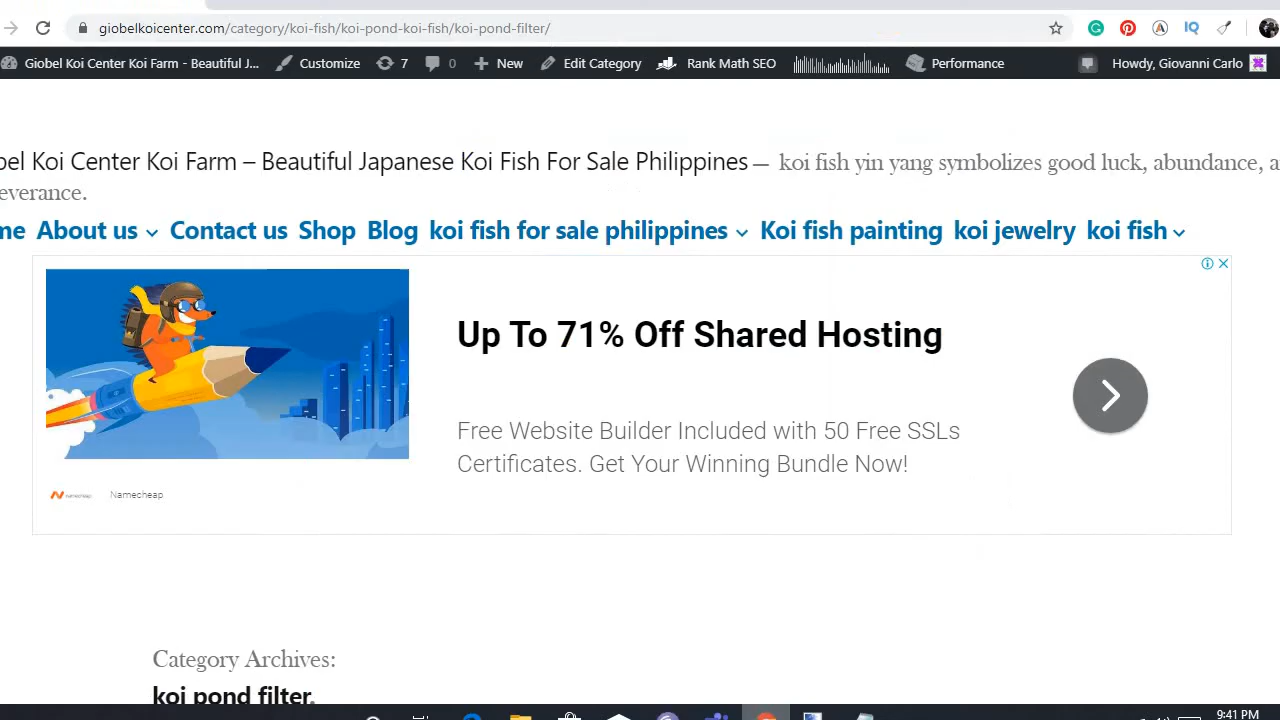 giobelkoicenter.com/category/koi-fish/koi-pond-koi-fish/koi-pond-filter/
Giobel Koi Center Koi Farm - Beautiful J... Customize 7 0 New Edit Category Rank Math SEO Performance Howdy, Giovanni Carlo
bel Koi Center Koi Farm – Beautiful Japanese Koi Fish For Sale Philippines — koi fish yin yang symbolizes good luck, abundance, a
everance.
me About us Contact us Shop Blog koi fish for sale philippines Koi fish painting koi jewelry koi fish
Up To 71% Off Shared Hosting
Free Website Builder Included with 50 Free SSLs
Certificates. Get Your Winning Bundle Now!
Namecheap
Category Archives:
koi pond filter.
9:41 PM